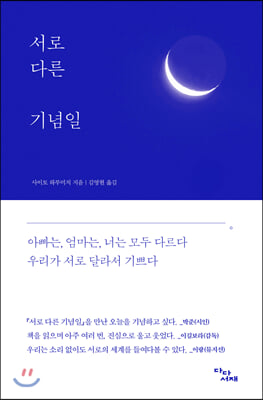 서로
다른
기념일
사이토 하루미치 지음 | 김영현 옮김
아빠는, 엄마는, 너는 모두 다르다
우리가 서로 달라서 기쁘다
『서로 다른 기념일』을 만난 오늘을 기념하고 싶다. _박준(시인)
책을 읽으며 아주 여러 번, 진심으로 울고 웃었다. _이길보라(감독)
우리는 소리 없이도 서로의 세계를 들여다볼 수 있다. _이랑(뮤지션)
다다
서재